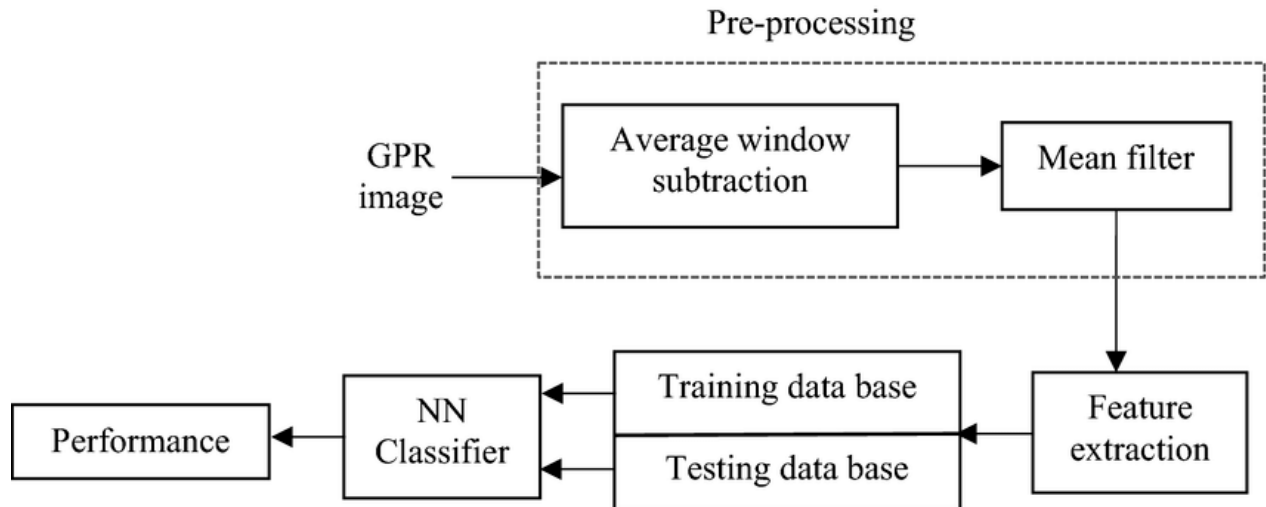 Pre-processing
GPR
image
Average window
subtraction
Mean filter
Feature
extraction
Training data base
Testing data base
NN
Classifier
Performance